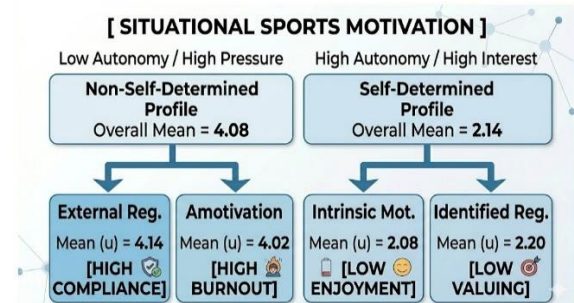 [ SITUATIONAL SPORTS MOTIVATION ]
Low Autonomy / High Pressure
High Autonomy / High Interest
Non-Self-Determined
Profile
Overall Mean = 4.08
Self-Determined
Profile
Overall Mean = 2.14
External Reg.
Mean (u) = 4.14
[HIGH
COMPLIANCE]
Amotivation
Mean (u) = 4.02
[HIGH
BURNOUT]
Intrinsic Mot.
Mean (u) = 2.08
[LOW
ENJOYMENT]
Identified Reg.
Mean (u) = 2.20
[LOW
VALUING]